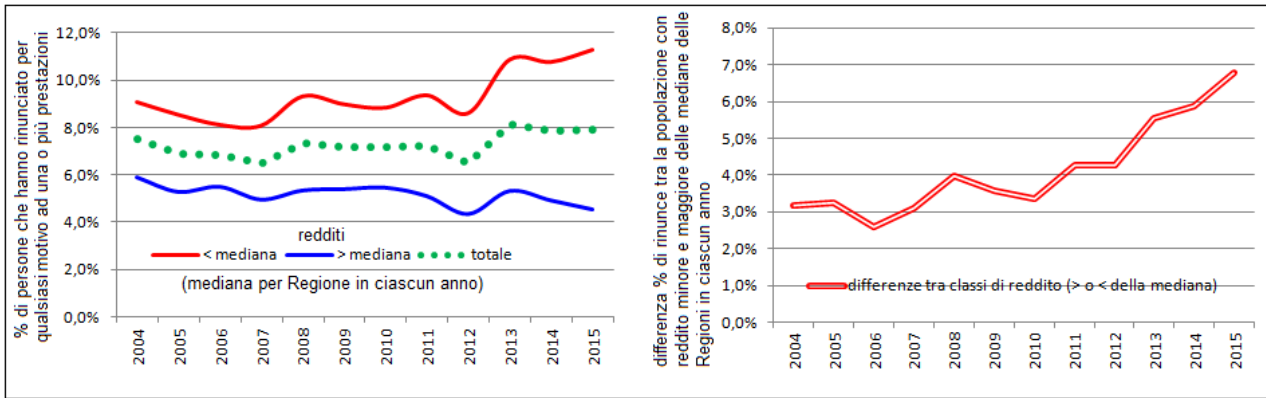 % di persone che hanno rinunciato per
qualsiasi motivo ad una o più prestazioni
12,0%
10,0%
8,0%
6,0%
4,0%
2,0%
0,0%
redditi
< mediana > mediana totale
(mediana per Regione in ciascun anno)
2004 2005 2006 2007 2008 2009 2010 2011 2012 2013 2014 2015
differenza % di rinunce tra la popolazione con
reddito minore e maggiore delle mediane delle
Regioni in ciascun anno
8,0%
7,0%
6,0%
5,0%
4,0%
3,0%
2,0%
1,0%
0,0%
differenze tra classi di reddito (> o < della mediana)
2004 2005 2006 2007 2008 2009 2010 2011 2012 2013 2014 2015